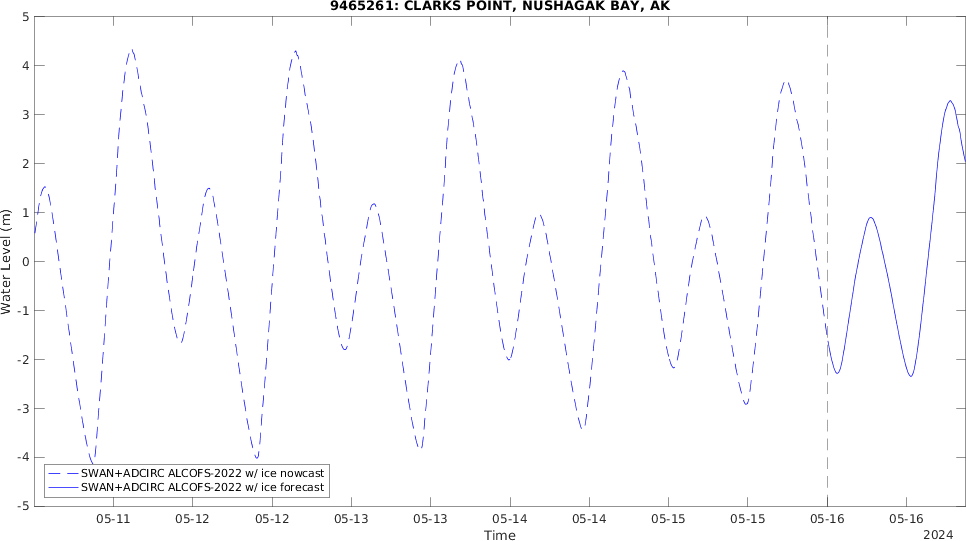 9465261: CLARKS POINT, NUSHAGAK BAY, AK
5
4
3
2
1
0
-1
-2
-3
-4
-5
Water Level (m)
SWAN+ADCIRC ALCOFS-2022 w/ ice nowcast
SWAN+ADCIRC ALCOFS-2022 w/ ice forecast
05-11 05-12 05-12 05-13 05-13 05-14 05-14 05-15 05-15 05-16 05-16
Time
2024